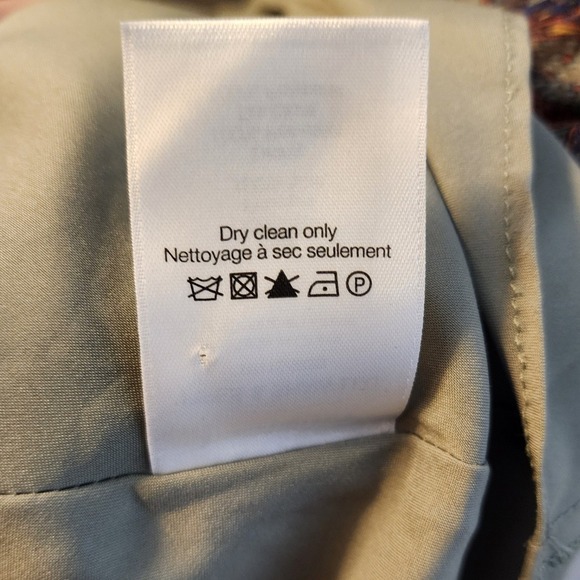 Dry clean only
Nettoyage à sec seulement
P